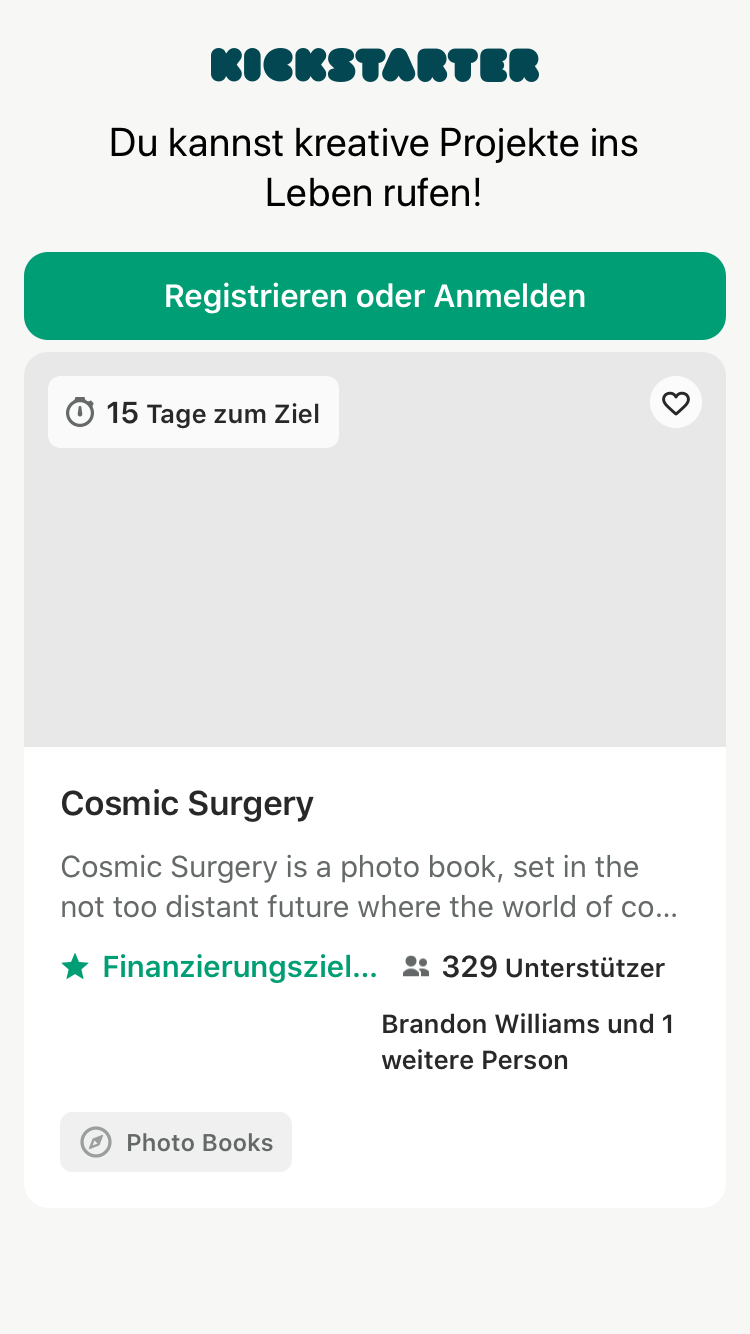 KICKSTARTER
Du kannst kreative Projekte ins
Leben rufen!
Registrieren oder Anmelden
15 Tage zum Ziel
Cosmic Surgery
Cosmic Surgery is a photo book, set in the
not too distant future where the world of co...
Finanzierungsziel...
329 Unterstützer
Brandon Williams und 1
weitere Person
Photo Books